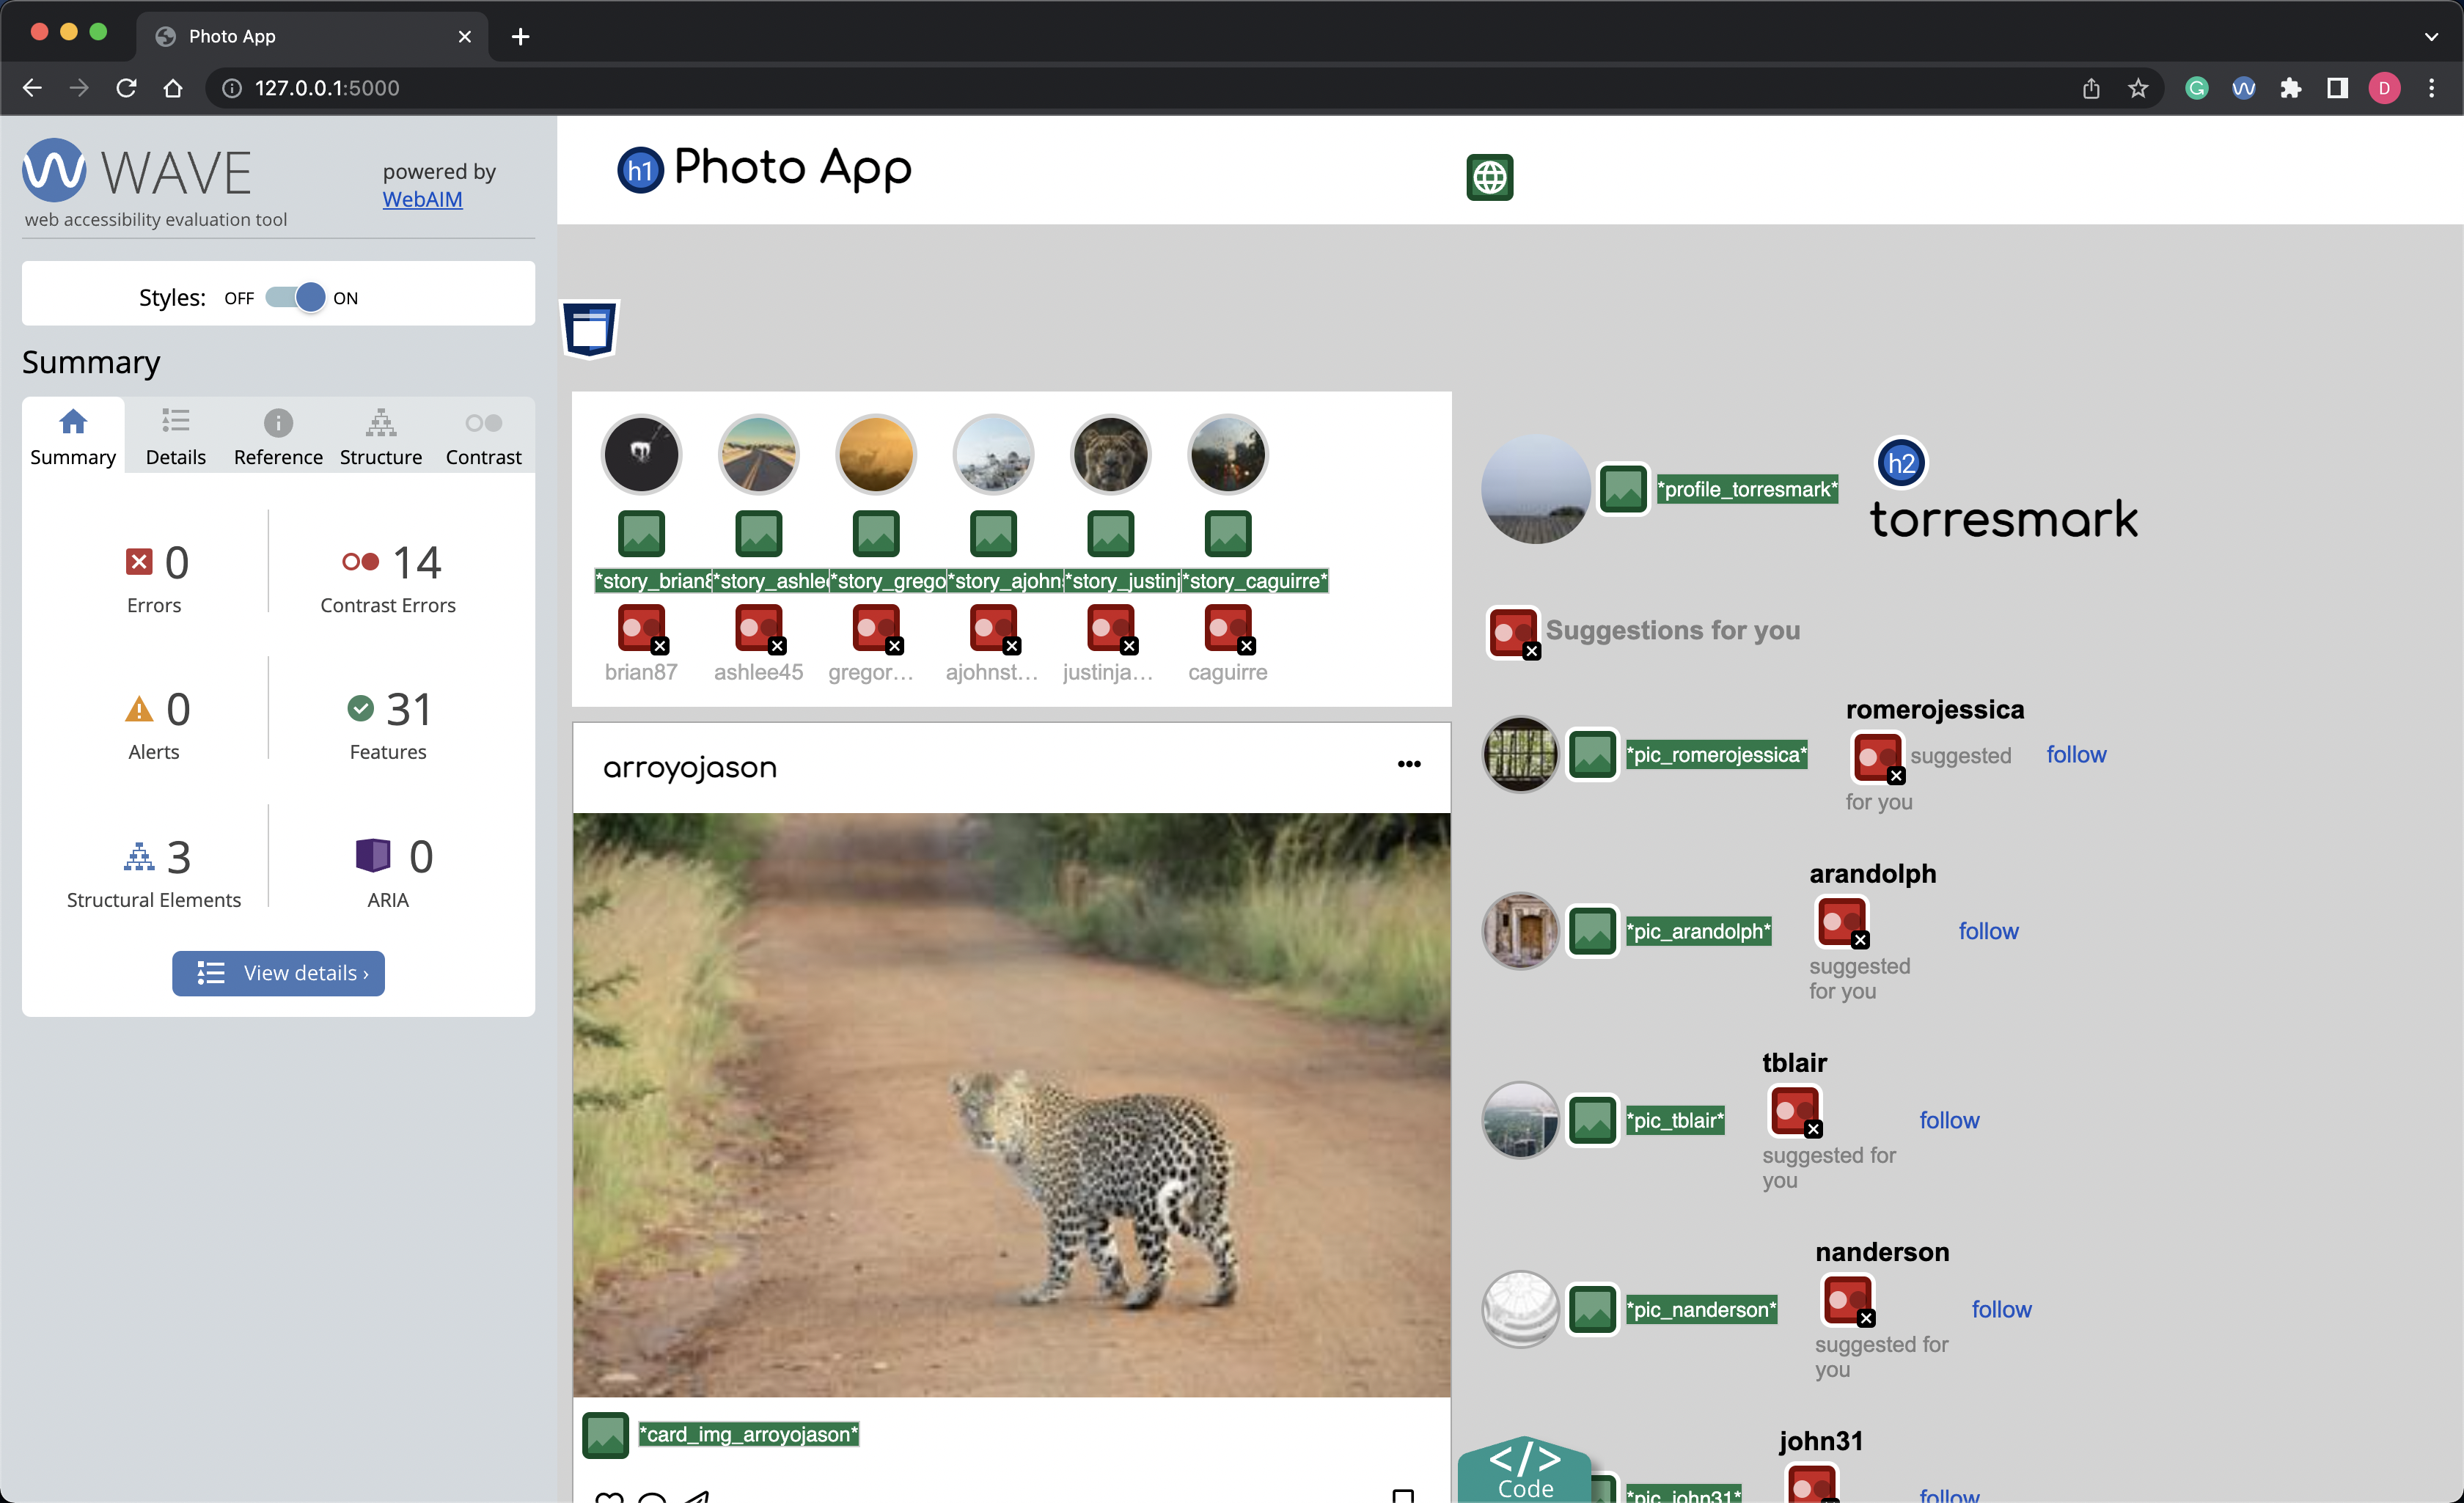 Photo App
127.0.0.1:5000
D
WAVE
powered by
WebAIM
web accessibility evaluation tool
Styles: OFF ON
Summary
Summary Details Reference Structure Contrast
0 14
Errors Contrast Errors
0 31
Alerts Features
3 0
Structural Elements ARIA
View details ›
h1 Photo App
*story_brian8 *story_ashlee *story_grego *story_ajohn *story_justinj *story_caguirre*
brian87 ashlee45 gregor... ajohnst... justinja... caguirre
arroyojason
*card_img_arroyojason*
*profile_torresmark*
h2
torresmark
Suggestions for you
romerojessica
*pic_romerojessica* suggested follow
for you
arandolph
*pic_arandolph* follow
suggested
for you
tblair
*pic_tblair* follow
suggested for
you
nanderson
*pic_nanderson* follow
suggested for
you
john31
*pic_john31* follow
</>
Code